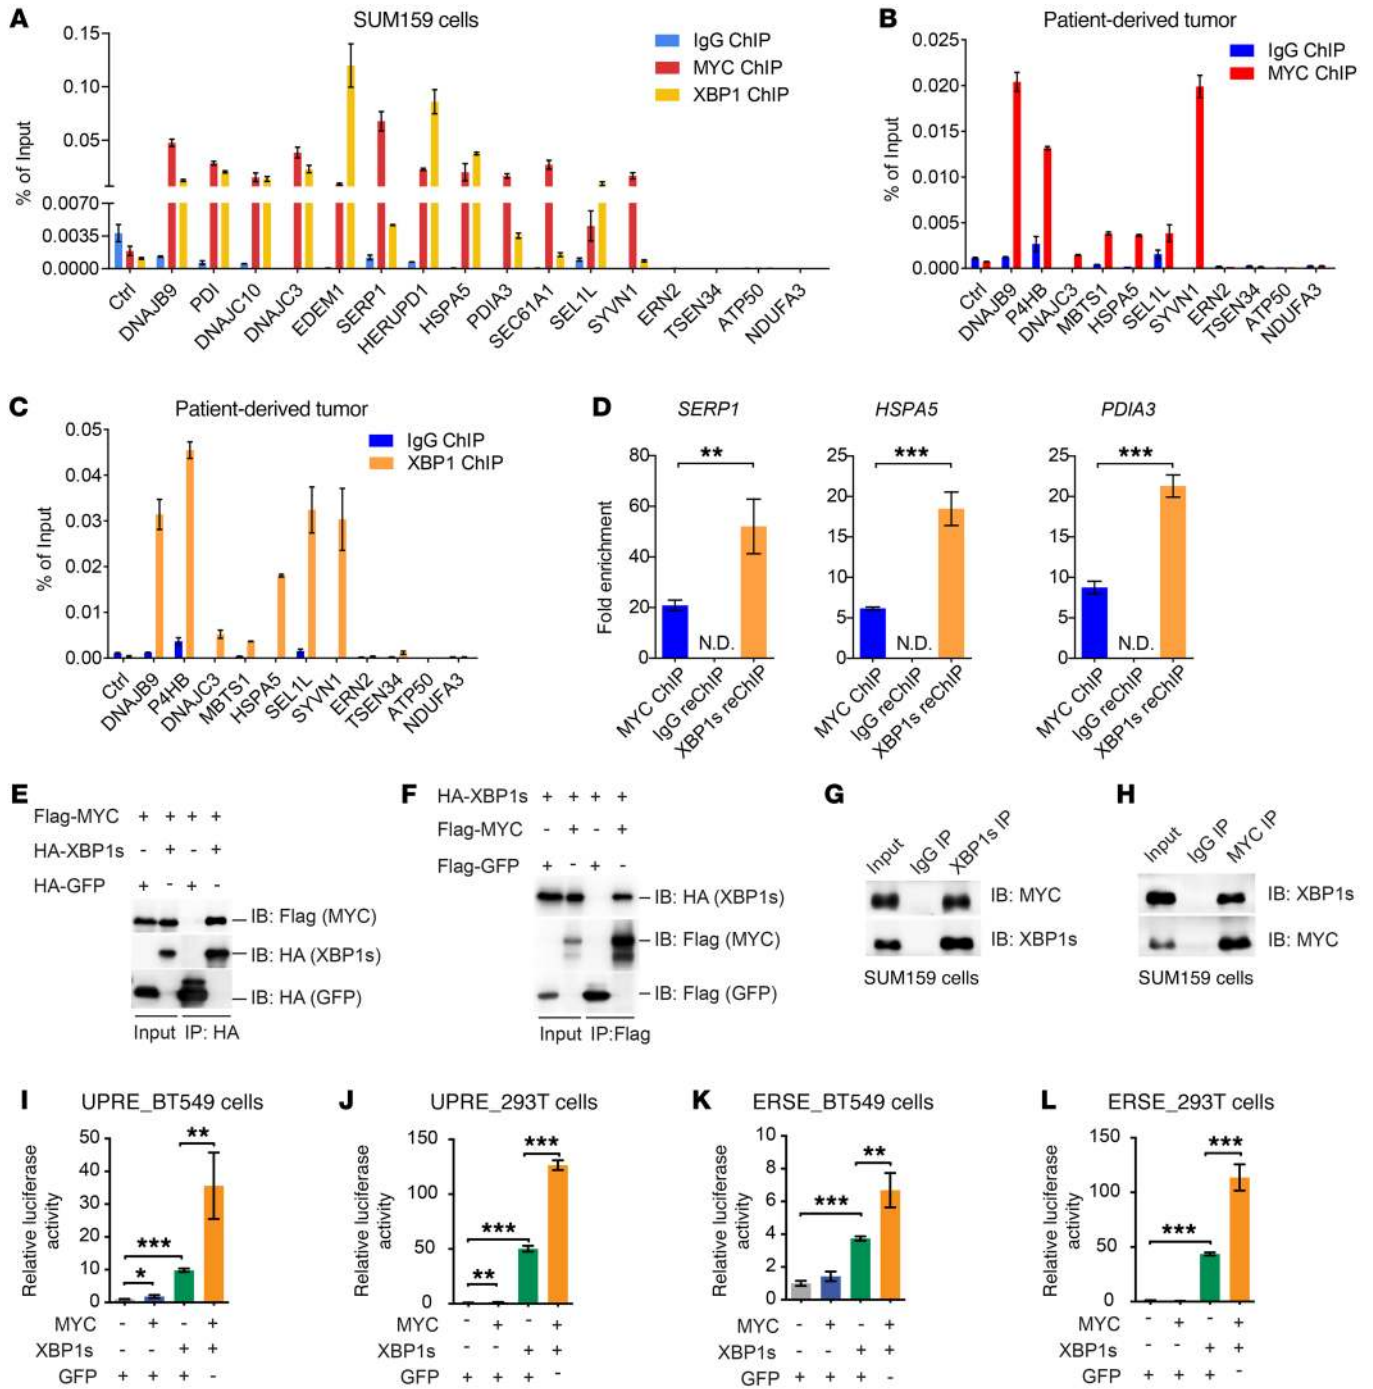 A
SUM159 cells
IgG ChIP
MYC ChIP
XBP1 ChIP
% of Input
0.15
0.10
0.05
0.0070
0.0035
0.0000
Ctrl DNAJB9 PDI DNAJC10 DNAJC3 EDEM1 SERP1 HERUPD1 HSPA5 PDIA3 SEC61A1 SEL1L SYVN1 ERN2 TSEN34 ATP50 NDUFA3
B
Patient-derived tumor
IgG ChIP
MYC ChIP
% of Input
0.025
0.020
0.015
0.010
0.005
0.000
Ctrl DNAJB9 P4HB DNAJC3 MBTS1 HSPA5 SEL1L SYVN1 ERN2 TSEN34 ATP50 NDUFA3
C
Patient-derived tumor
IgG ChIP
XBP1 ChIP
% of Input
0.05
0.04
0.03
0.02
0.01
0.00
Ctrl DNAJB9 P4HB DNAJC3 MBTS1 HSPA5 SEL1L SYVN1 ERN2 TSEN34 ATP50 NDUFA3
D
SERP1
Fold enrichment
80
60
40
20
0
**
N.D.
MYC ChIP IgG reChIP XBP1s reChIP
HSPA5
25
20
15
10
5
0
***
N.D.
MYC ChIP IgG reChIP XBP1s reChIP
PDIA3
25
20
15
10
5
0
***
N.D.
MYC ChIP IgG reChIP XBP1s reChIP
E
Flag-MYC + + + +
HA-XBP1s - + - +
HA-GFP + - + -
IB: Flag (MYC)
IB: HA (XBP1s)
IB: HA (GFP)
Input IP: HA
F
HA-XBP1s + + + +
Flag-MYC - + - +
Flag-GFP + - + -
IB: HA (XBP1s)
IB: Flag (MYC)
IB: Flag (GFP)
Input IP:Flag
G
Input IgG IP XBP1s IP
IB: MYC
IB: XBP1s
SUM159 cells
H
Input IgG IP MYC IP
IB: XBP1s
IB: MYC
SUM159 cells
I
UPRE_BT549 cells
Relative luciferase
activity
50
40
30
20
10
0
**
***
*
MYC - + - +
XBP1s - - + +
GFP + + + -
J
UPRE_293T cells
Relative luciferase
activity
150
100
50
0
***
***
**
MYC - + - +
XBP1s - - + +
GFP + + + -
K
ERSE_BT549 cells
Relative luciferase
activity
10
8
6
4
2
0
**
***
MYC - + - +
XBP1s - - + +
GFP + + + -
L
ERSE_293T cells
Relative luciferase
activity
150
100
50
0
***
***
MYC - + - +
XBP1s - - + +
GFP + + + -